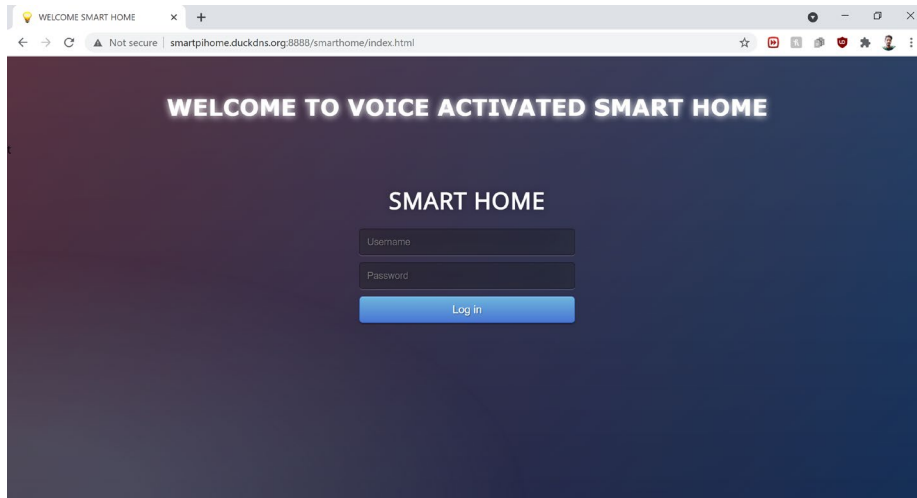 WELCOME SMART HOME
Not secure | smartpihome.duckdns.org:8888/smarthome/index.html
WELCOME TO VOICE ACTIVATED SMART HOME
t
SMART HOME
Username
Password
Log in